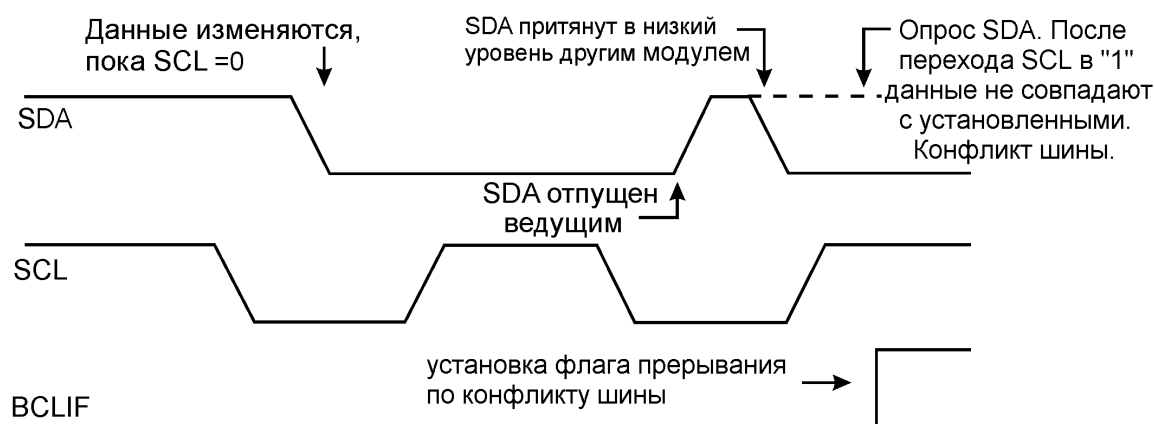 Данные изменяются,
пока SCL =0
SDA притянут в низкий
уровень другим модулем
Опрос SDA. После
перехода SCL в "1"
данные не совпадают
с установленными.
Конфликт шины.
SDA
SDA отпущен
ведущим
SCL
установка флага прерывания
по конфликту шины
BCLIF